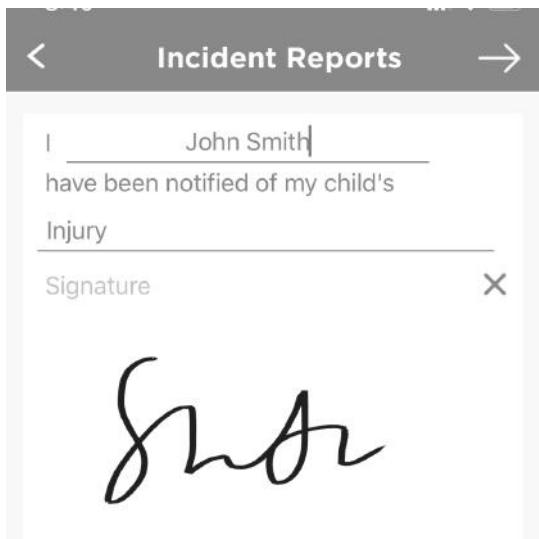 Incident Reports
I John Smith
have been notified of my child's
Injury
Signature